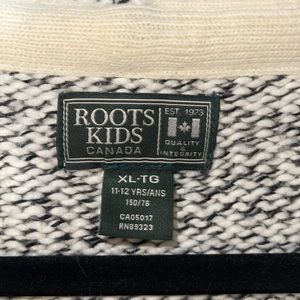 ROOTS
KIDS
CANADA
EST. 1973
QUALITY &
INTEGRITY
XL-TG
11-12 YRS/ANS
150/76
CA05017
RN89323